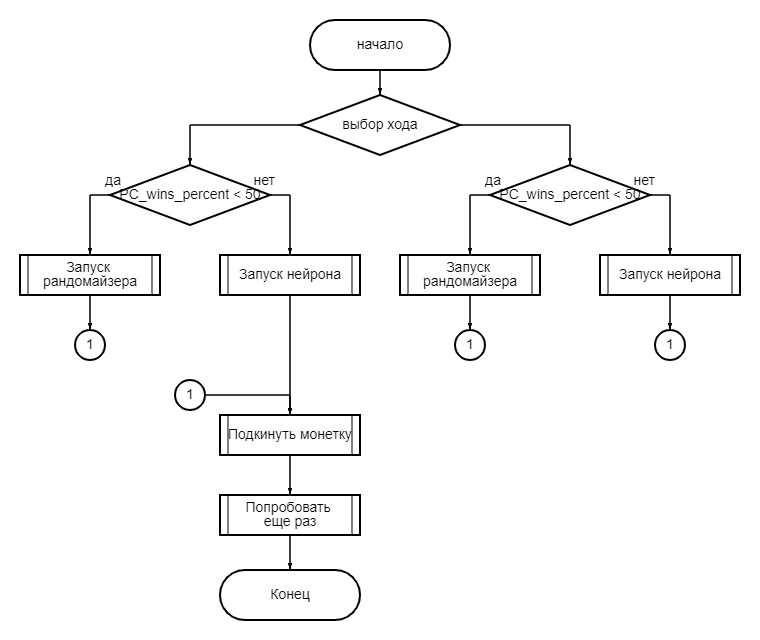 начало
выбор хода
да
нет
PC_wins_percent < 50
да
нет
PC_wins_percent < 50
Запуск
рандомайзера
Запуск нейрона
Запуск
рандомайзера
Запуск нейрона
1
1
1
1
Подкинуть монетку
Попробовать
еще раз
Конец